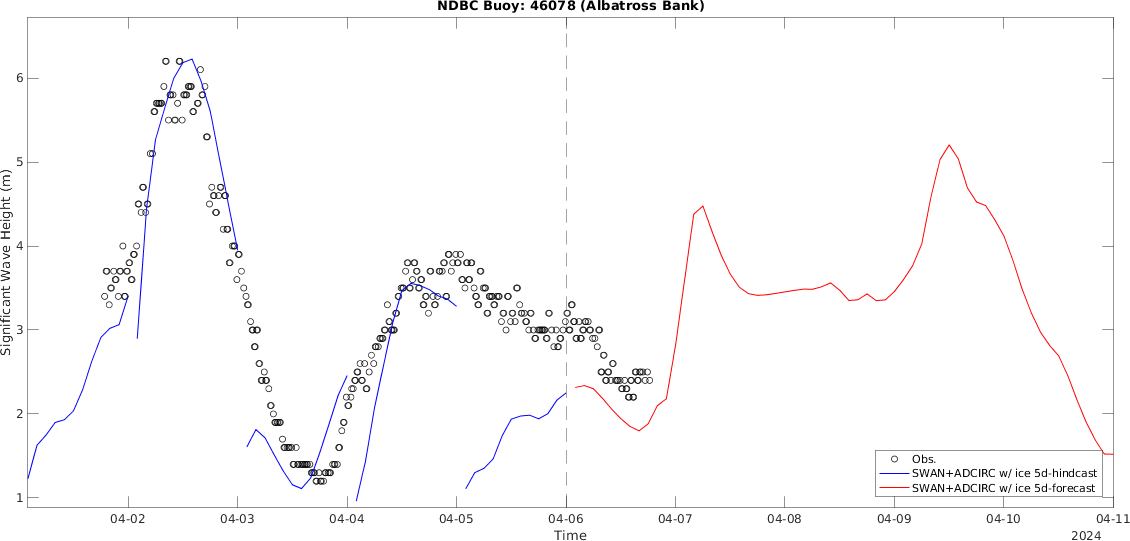 NDBC Buoy: 46078 (Albatross Bank)
Significant Wave Height (m)
6
5
4
3
2
1
Obs.
SWAN+ADCIRC w/ ice 5d-hindcast
SWAN+ADCIRC w/ ice 5d-forecast
04-02 04-03 04-04 04-05 04-06 04-07 04-08 04-09 04-10 04-11
Time
2024